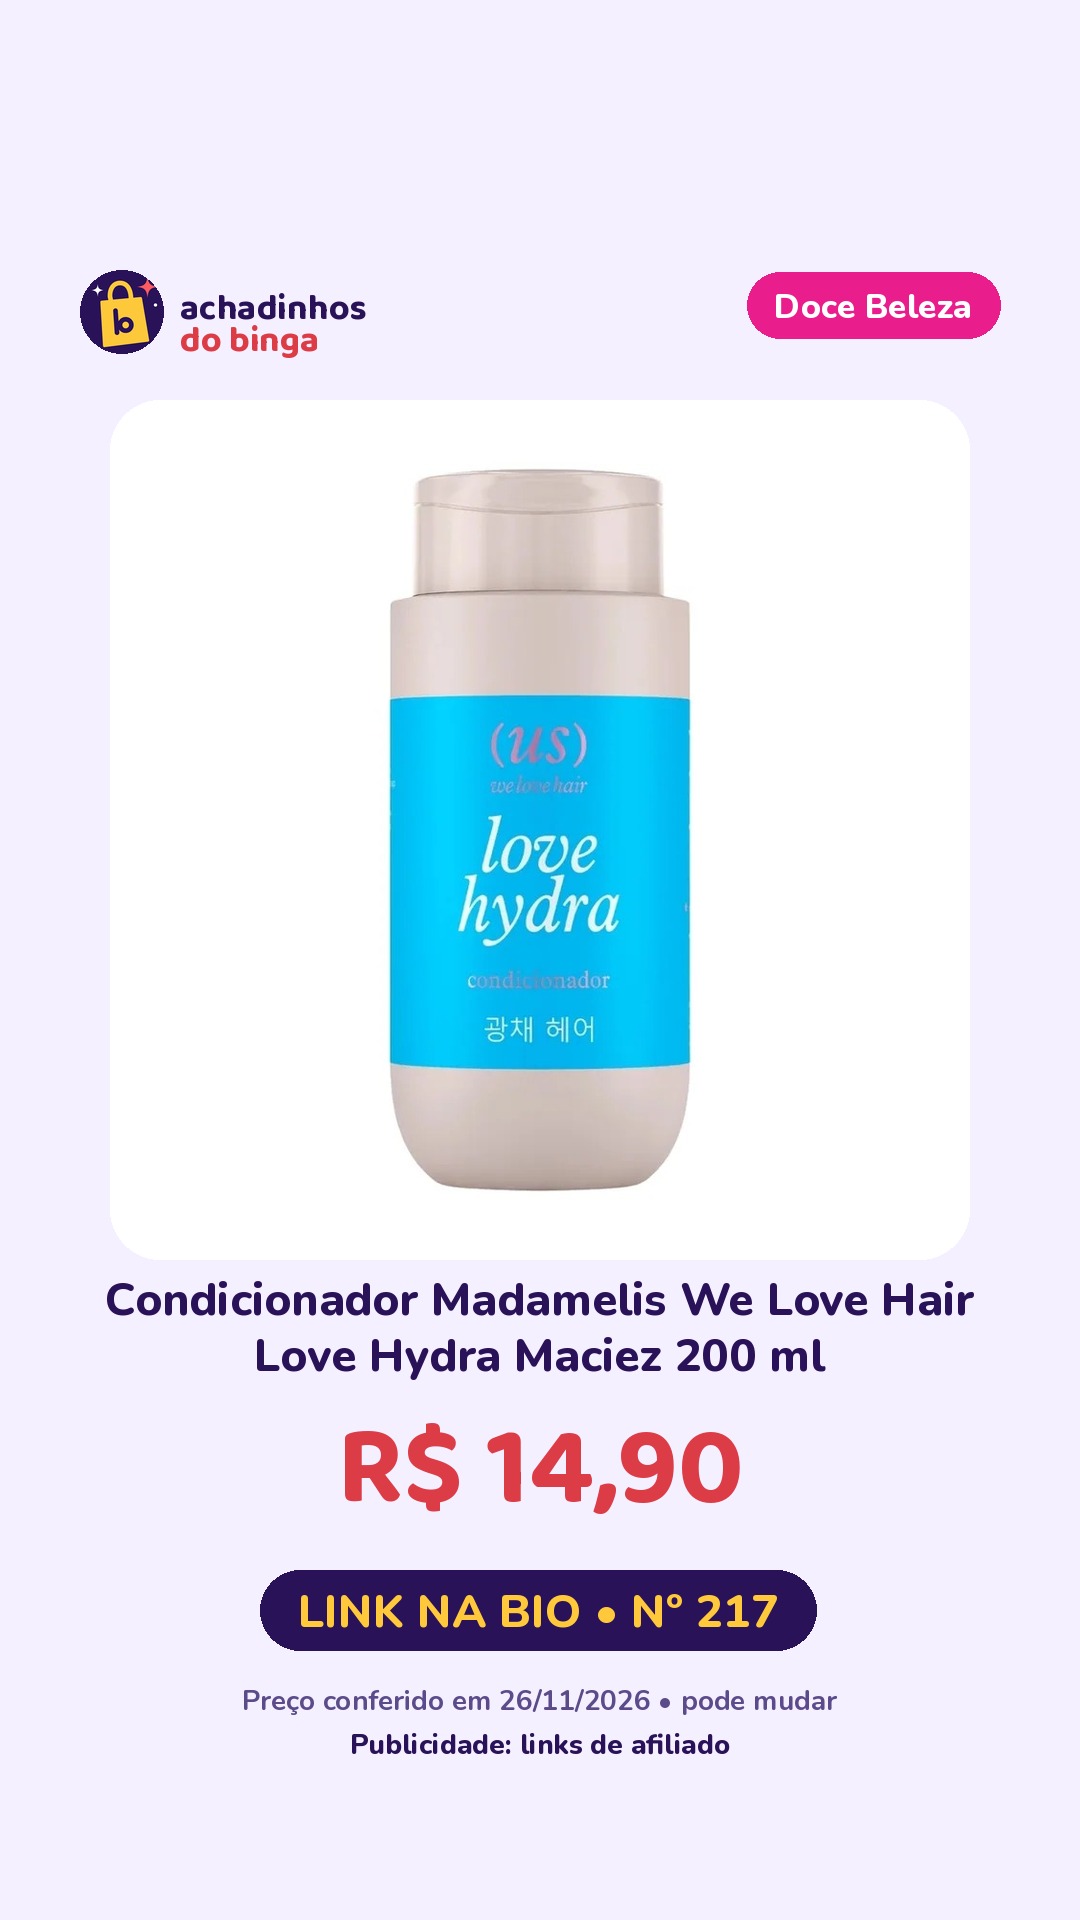 b
achadinhos
do binga
Doce Beleza
(us)
we love hair
love
hydra
condicionador
광채 헤어
Condicionador Madamelis We Love Hair
Love Hydra Maciez 200 ml
R$ 14,90
LINK NA BIO • Nº 217
Preço conferido em 26/11/2026 • pode mudar
Publicidade: links de afiliado